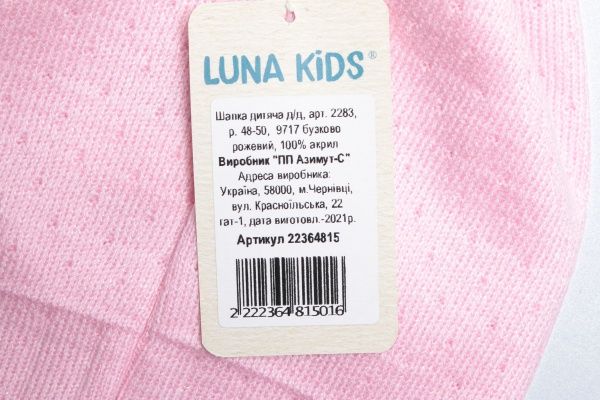 LUNA KiDS®
Шапка дитяча д/д, арт. 2283,
р. 48-50, 9717 бузково
рожевий, 100% акрил
Виробник "ПП Азимут-С"
Адреса виробника:
Україна, 58000, м.Чернівці,
вул. Красноїльська, 22
гат-1, дата виготовл.-2021р.
Артикул 22364815
2 222364 815016